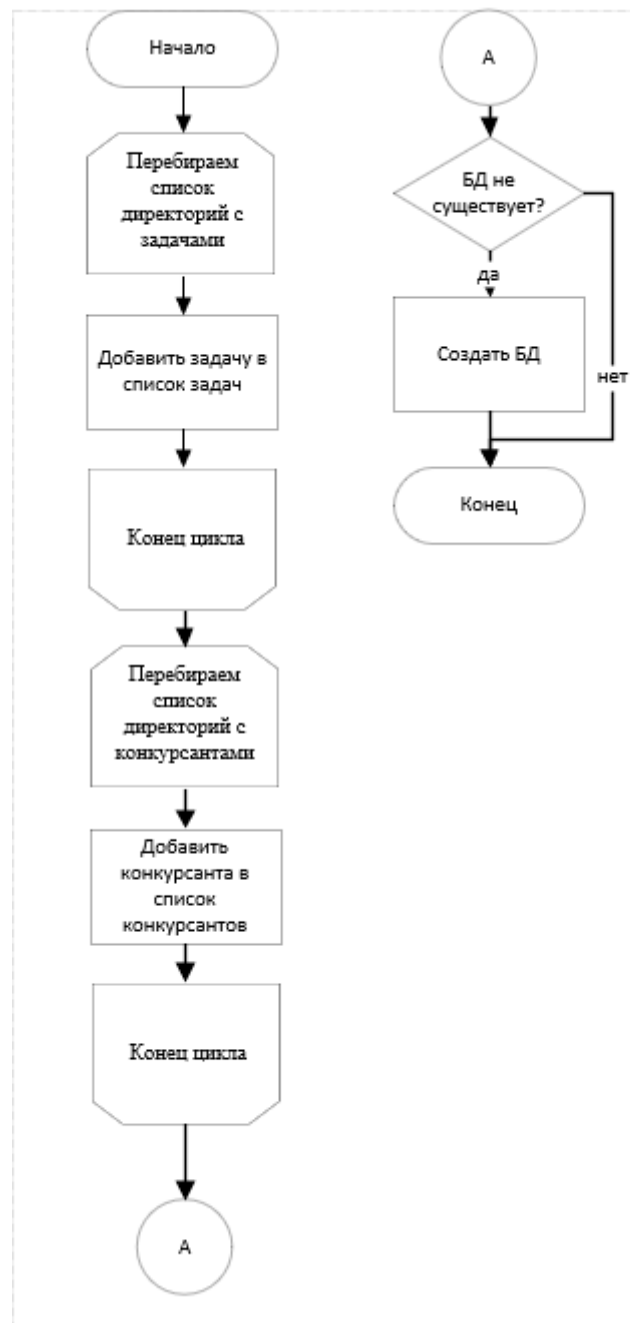 Начало
Перебираем
список
директорий с
задачами
Добавить задачу в
список задач
Конец цикла
Перебираем
список
директорий с
конкурсантами
Добавить
конкурсанта в
список
конкурсантов
Конец цикла
А
А
БД не
существует?
да
Создать БД
нет
Конец